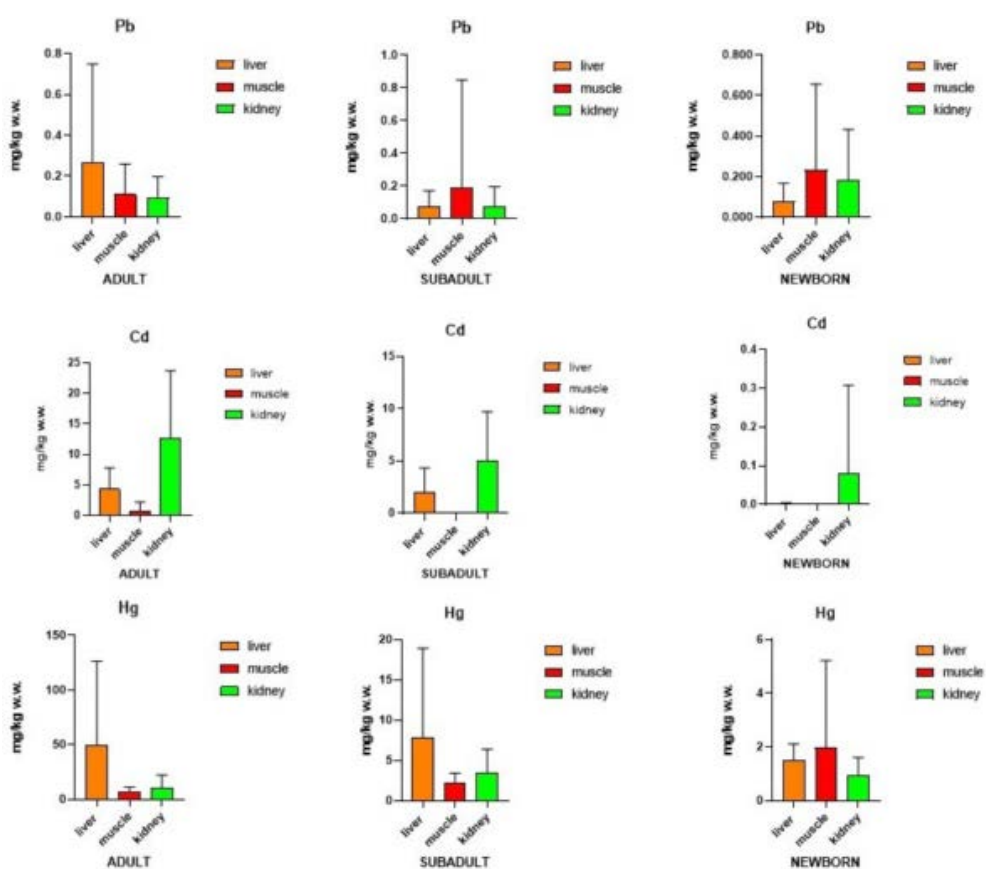 Pb
0.8
0.6
0.4
0.2
0.0
mg/kg w.w.
liver
muscle
kidney
ADULT
liver
muscle
kidney
Pb
1.0
0.8
0.6
0.4
0.2
0.0
mg/kg w.w.
liver
muscle
kidney
SUBADULT
liver
muscle
kidney
Pb
0.800
0.600
0.400
0.200
0.000
mg/kg w.w.
liver
muscle
kidney
NEWBORN
liver
muscle
kidney
Cd
25
20
15
10
5
0
mg/kg w.w.
liver
muscle
kidney
ADULT
liver
muscle
kidney
Cd
15
10
5
0
mg/kg w.w.
liver
muscle
kidney
SUBADULT
liver
muscle
kidney
Cd
0.4
0.3
0.2
0.1
0.0
mg/kg w.w.
liver
muscle
kidney
NEWBORN
liver
muscle
kidney
Hg
150
100
50
0
mg/kg w.w.
liver
muscle
kidney
ADULT
liver
muscle
kidney
Hg
20
15
10
5
0
mg/kg w.w.
liver
muscle
kidney
SUBADULT
liver
muscle
kidney
Hg
6
4
2
0
mg/kg w.w.
liver
muscle
kidney
NEWBORN
liver
muscle
kidney